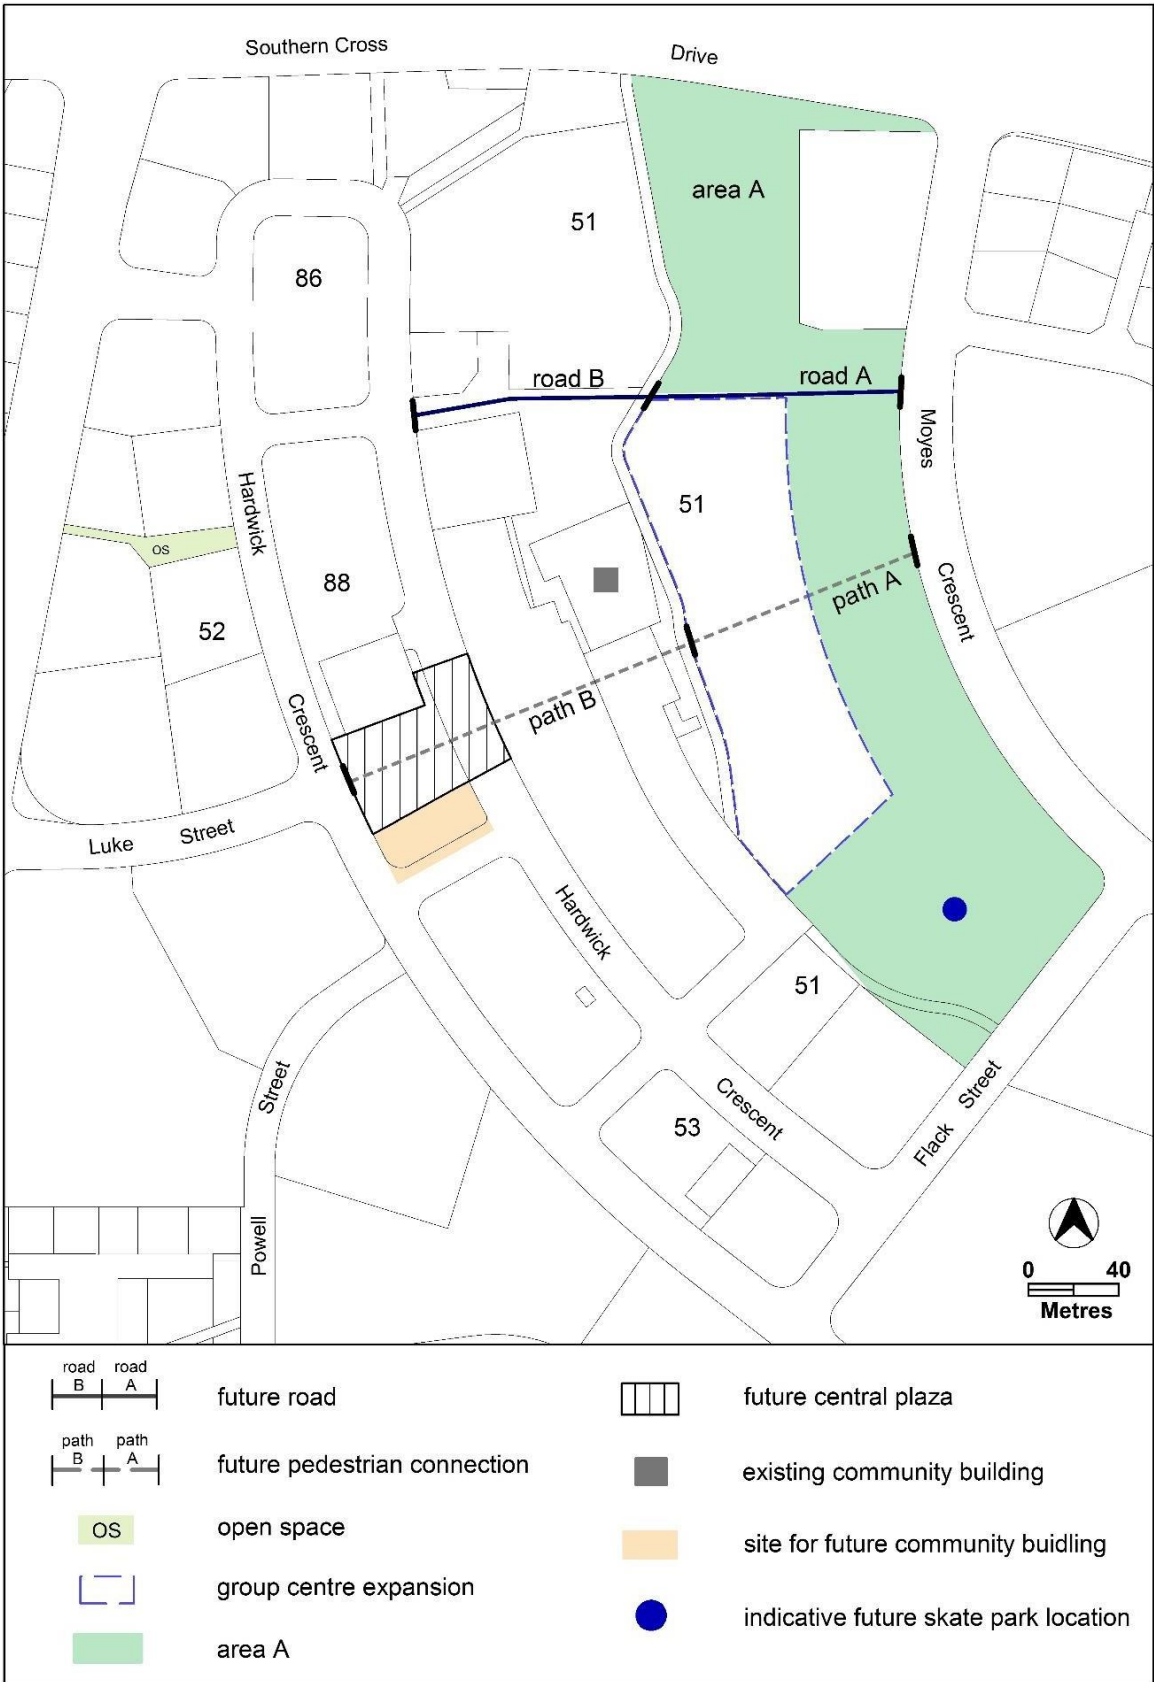 Southern Cross
Drive
area A
51
86
road B
road A
Moyes
Hardwick
51
OS
path A
Crescent
88
52
path B
Crescent
Luke
Street
Hardwick
51
Street
Crescent
Street
53
Flack
Powell
0 40
Metres
road road
B A
future road
future central plaza
path path
B A
future pedestrian connection
existing community building
OS
open space
site for future community buidling
group centre expansion
indicative future skate park location
area A